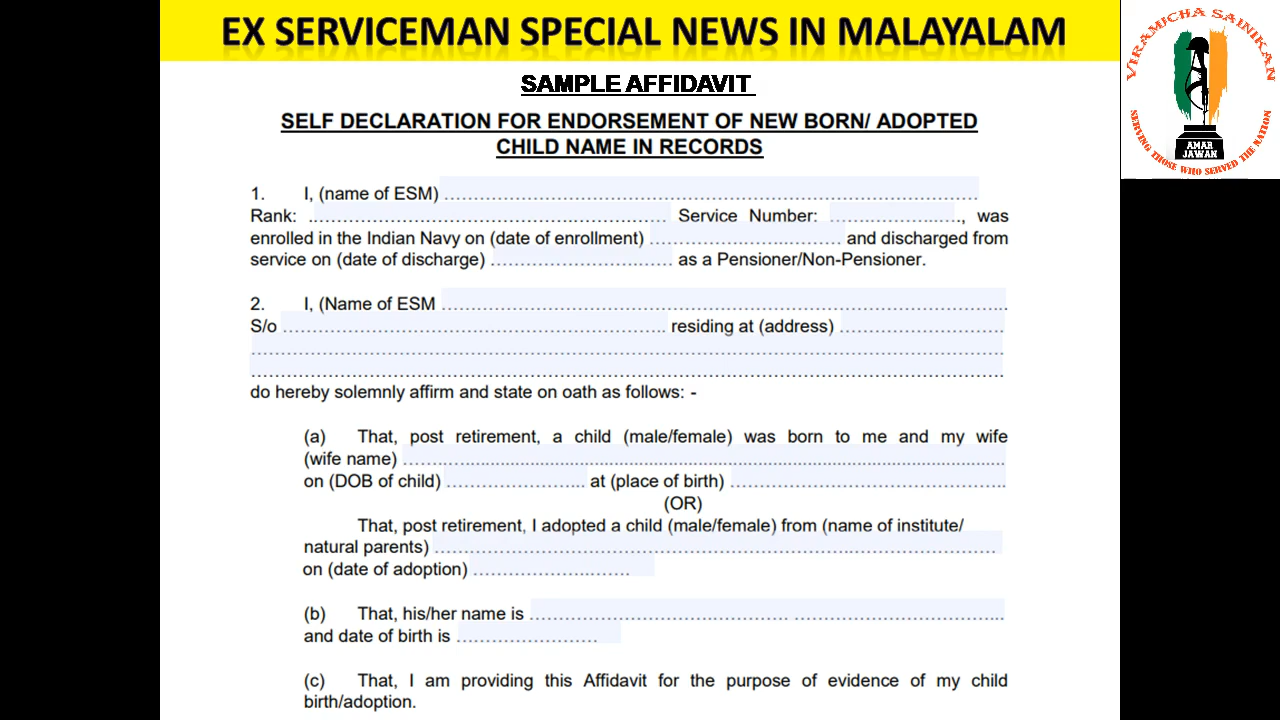 EX SERVICEMAN SPECIAL NEWS IN MALAYALAM
VIRAMICHA SAINIKAN
AMAR
JAWAN
SERVING THOSE WHO SERVED THE NATION
SAMPLE AFFIDAVIT
SELF DECLARATION FOR ENDORSEMENT OF NEW BORN/ ADOPTED
CHILD NAME IN RECORDS
1. I, (name of ESM) ..........................................................................................
Rank: ............................................................. Service Number: ......................, was
enrolled in the Indian Navy on (date of enrollment) ................................. and discharged from
service on (date of discharge) ............................... as a Pensioner/Non-Pensioner.
2. I, (Name of ESM ................................................................................................
S/o .................................................................. residing at (address) ............................
....................................................................................................................................
....................................................................................................................................
do hereby solemnly affirm and state on oath as follows: -
(a) That, post retirement, a child (male/female) was born to me and my wife
(wife name) .........................................................................................................
on (DOB of child) ........................ at (place of birth) ................................................
(OR)
That, post retirement, I adopted a child (male/female) from (name of institute/
natural parents) ..................................................................................................
on (date of adoption) ...........................
(b) That, his/her name is ............................................. ....................................
and date of birth is ........................
(c) That, I am providing this Affidavit for the purpose of evidence of my child
birth/adoption.